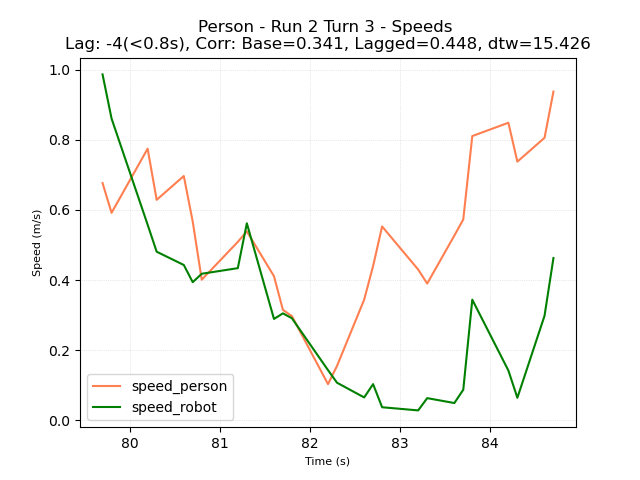 Person - Run 2 Turn 3 - Speeds
Lag: -4(<0.8s), Corr: Base=0.341, Lagged=0.448, dtw=15.426
1.0
0.8
0.6
0.4
0.2
0.0
Speed (m/s)
speed_person
speed_robot
80
81
82
83
84
Time (s)